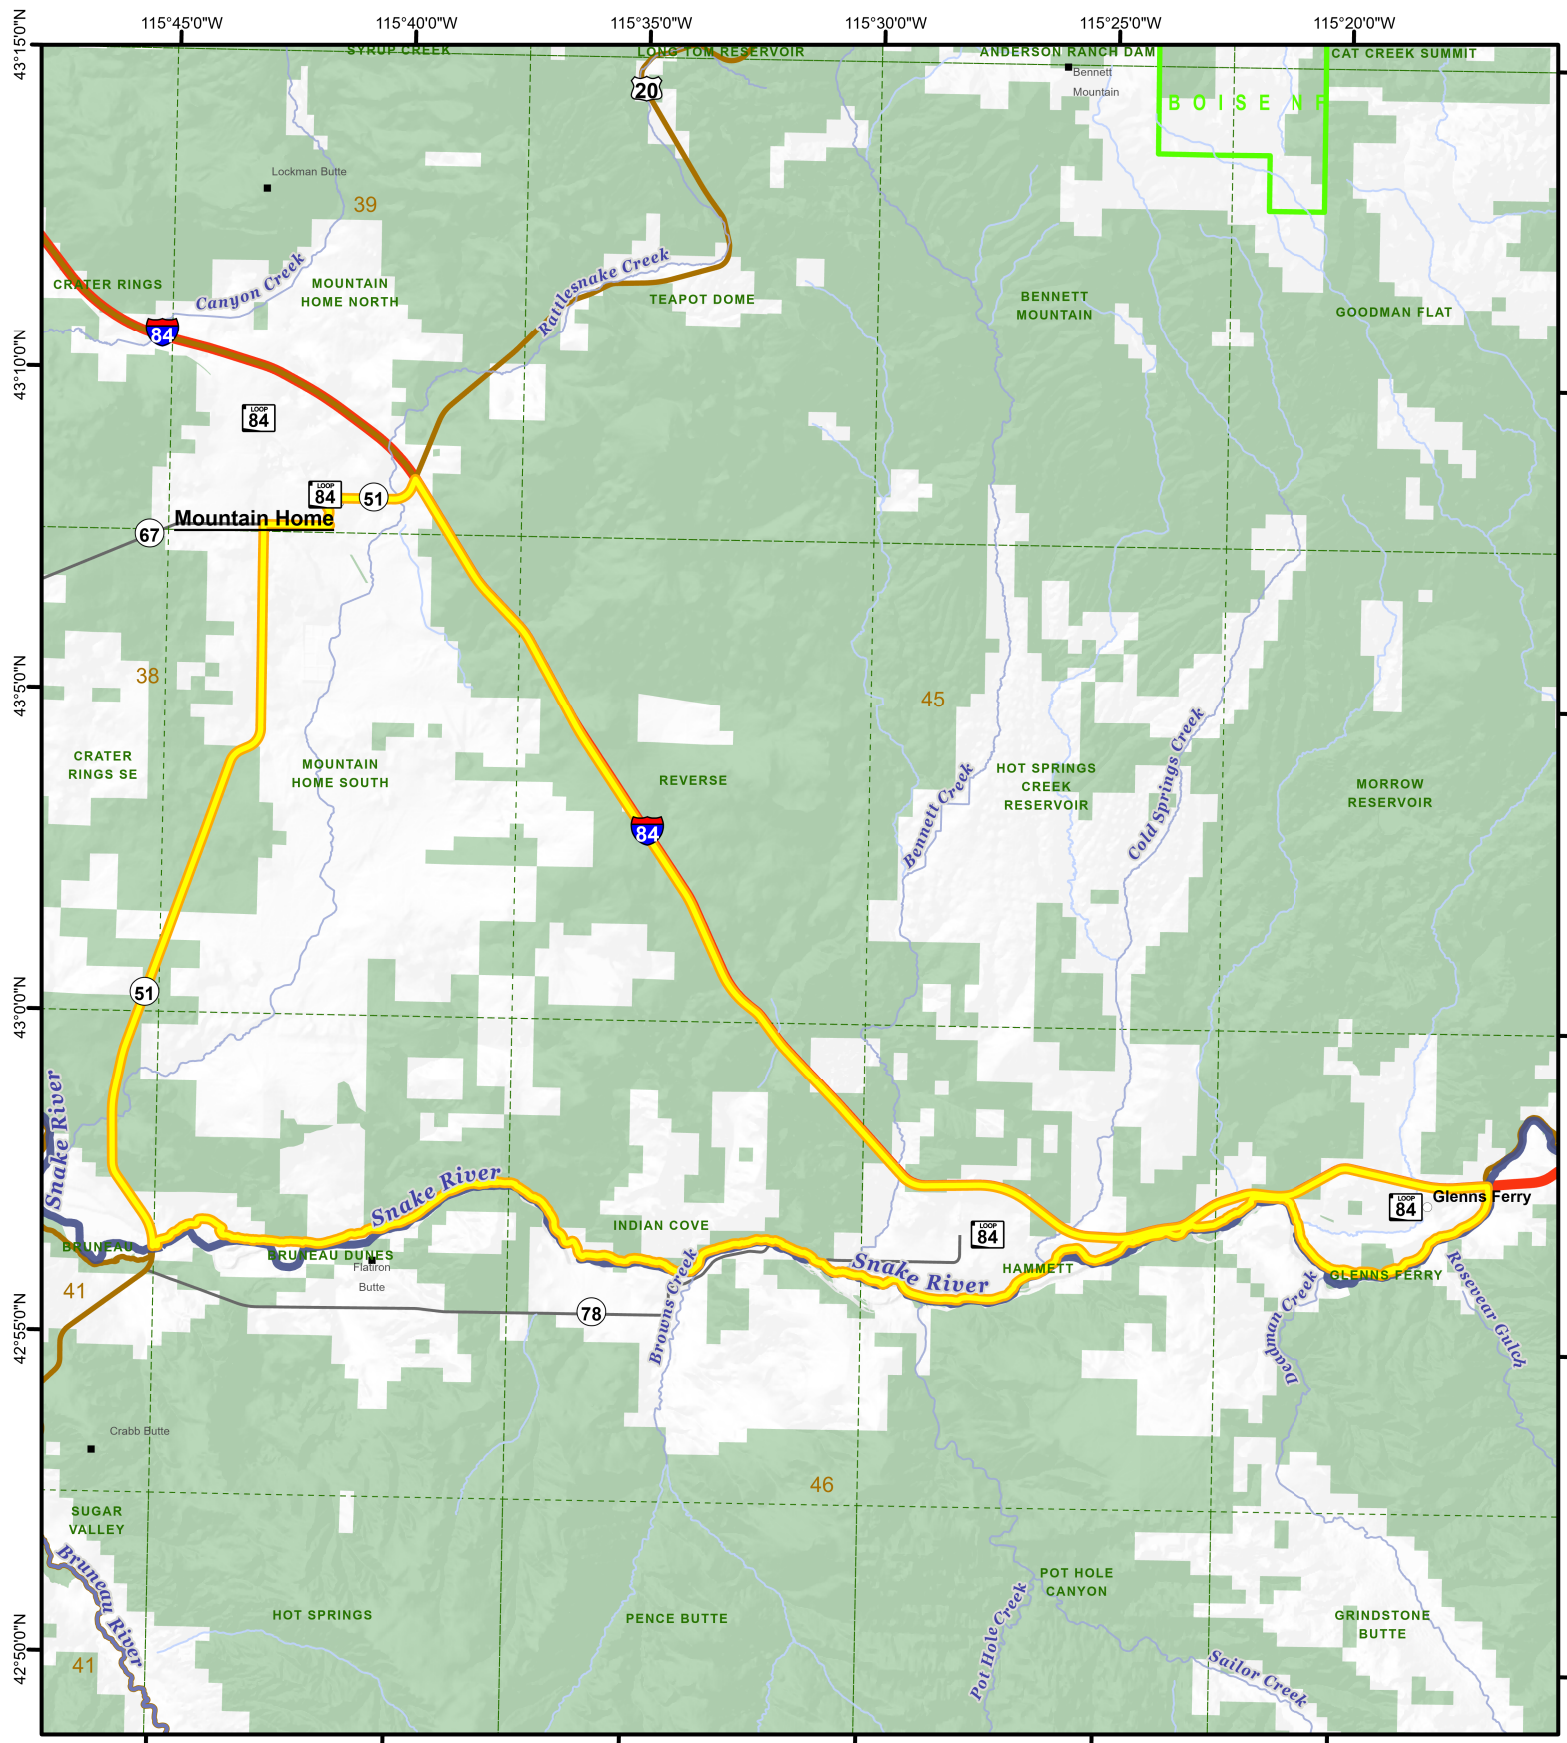 115°45'0"W
115°40'0"W
115°35'0"W
115°30'0"W
115°25'0"W
115°20'0"W
43°15'0"N
43°10'0"N
43°5'0"N
43°0'0"N
42°55'0"N
42°50'0"N
SYRUP CREEK
LONG TOM RESERVOIR
ANDERSON RANCH DAM
CAT CREEK SUMMIT
Bennett
Mountain
20
BOISE NF
Lockman Butte
39
CRATER RINGS
Canyon Creek
MOUNTAIN
HOME NORTH
Rattlesnake Creek
TEAPOT DOME
BENNETT
MOUNTAIN
GOODMAN FLAT
84
LOOP
84
LOOP
84
51
Mountain Home
67
38
45
CRATER
RINGS SE
MOUNTAIN
HOME SOUTH
REVERSE
84
Bennett Creek
HOT SPRINGS
CREEK
RESERVOIR
Cold Springs Creek
MORROW
RESERVOIR
51
Snake River
Snake River
INDIAN COVE
LOOP
84
LOOP
84
Glenns Ferry
BRUNEAU
BRUNEAU DUNES
Flatiron
Butte
Browns Creek
Snake River
HAMMETT
GLENNS FERRY
Rosevear Gulch
Deadman Creek
41
78
Crabb Butte
46
SUGAR
VALLEY
Bruneau River
HOT SPRINGS
PENCE BUTTE
POT HOLE
CANYON
Pot Hole Creek
GRINDSTONE
BUTTE
Sailor Creek
41